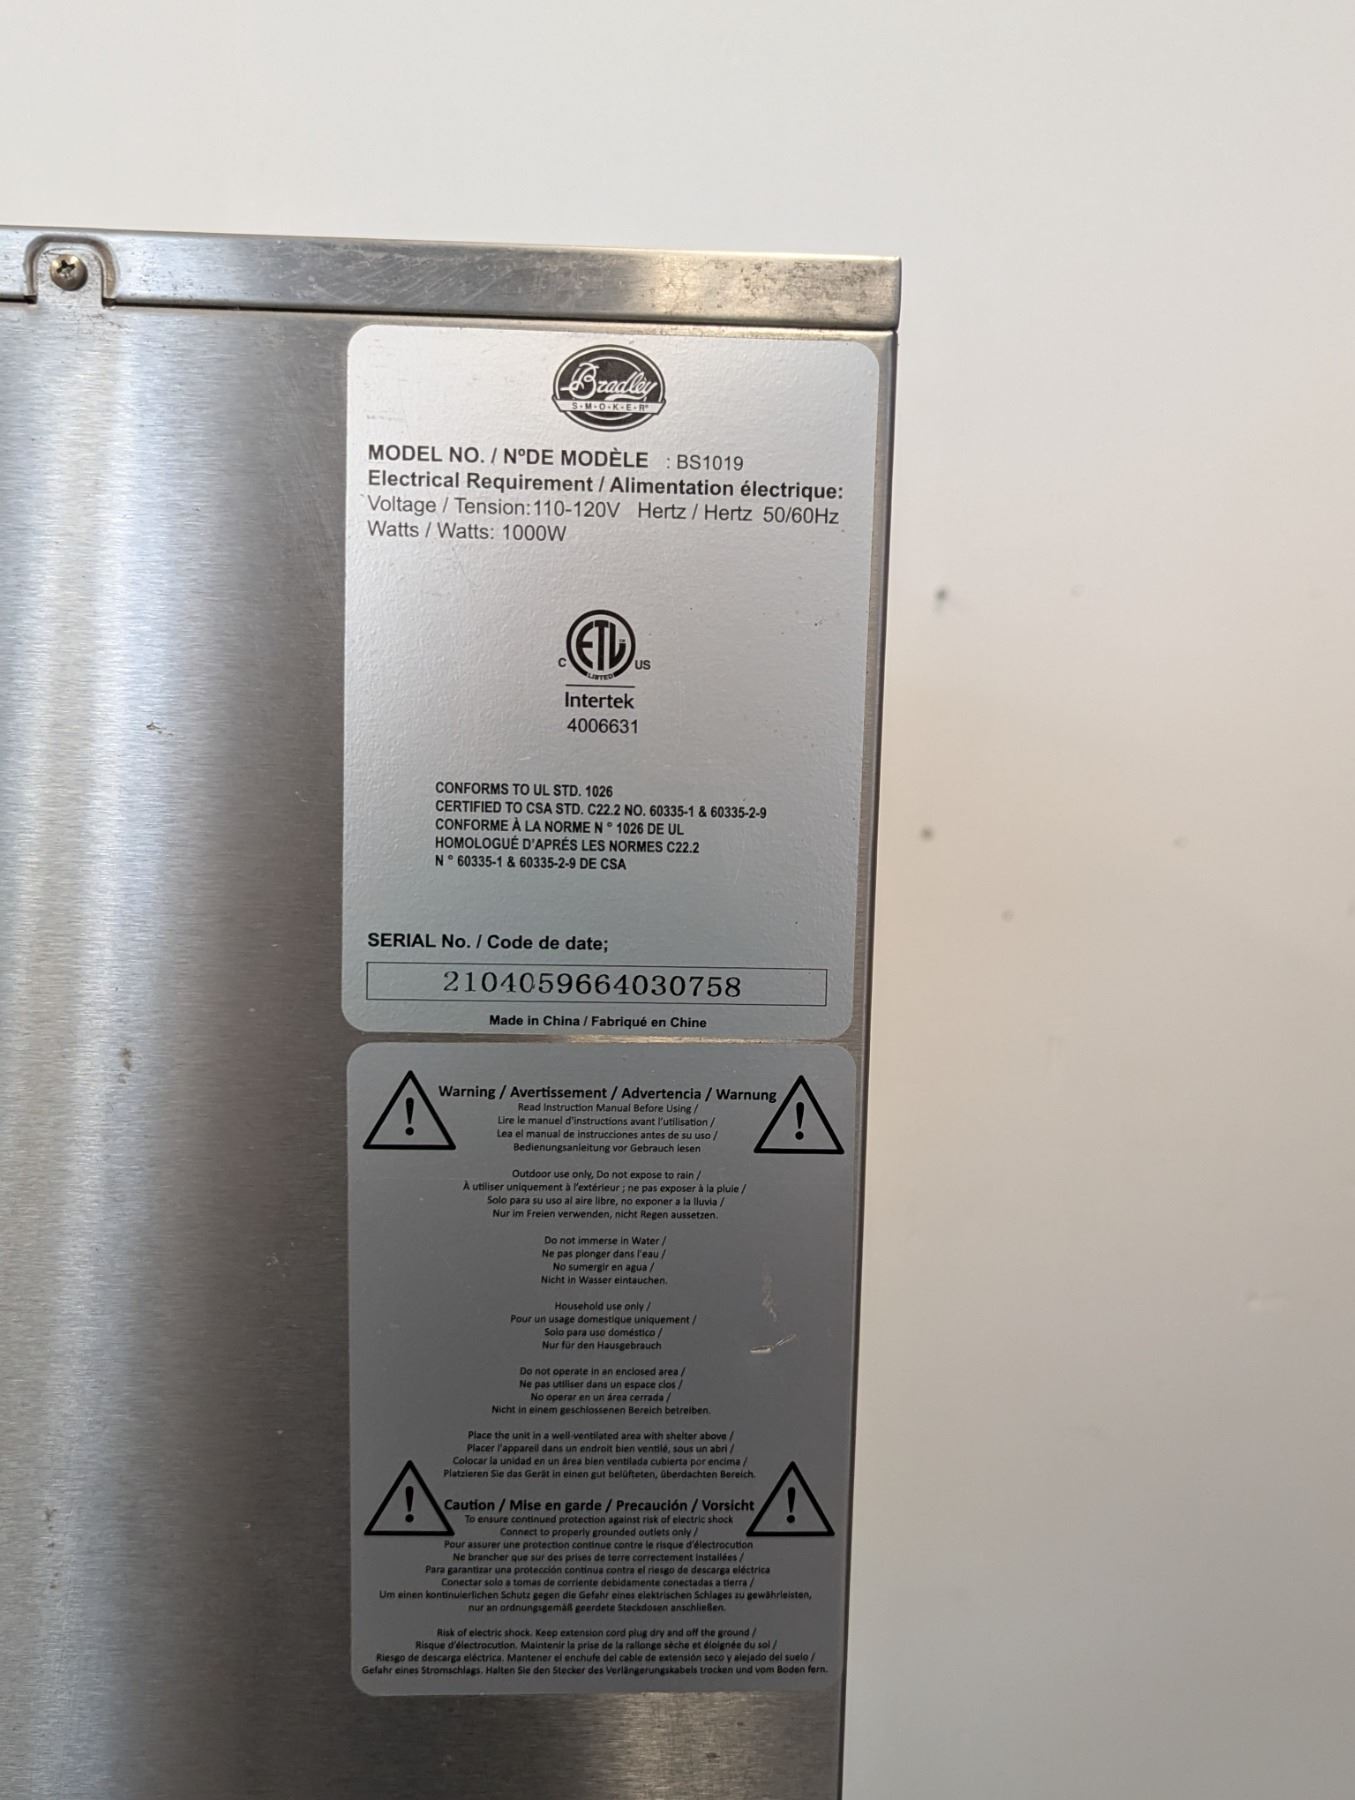 Bradley
S•M•O•K•E•R®
MODEL NO. / NºDE MODÈLE : BS1019
Electrical Requirement / Alimentation électrique:
Voltage / Tension:110-120V Hertz / Hertz 50/60Hz
Watts / Watts: 1000W
ETL™
C US
LISTED
Intertek
4006631
CONFORMS TO UL STD. 1026
CERTIFIED TO CSA STD. C22.2 NO. 60335-1 & 60335-2-9
CONFORME À LA NORME N ° 1026 DE UL
HOMOLOGUÉ D'APRÉS LES NORMES C22.2
N ° 60335-1 & 60335-2-9 DE CSA
SERIAL No. / Code de date;
2104059664030758
Made in China / Fabriqué en Chine
! Warning / Avertissement / Advertencia / Warnung !
Read Instruction Manual Before Using /
Lire le manuel d'instructions avant l'utilisation /
Lea el manual de instrucciones antes de su uso /
Bedienungsanleitung vor Gebrauch lesen
Outdoor use only, Do not expose to rain /
À utiliser uniquement à l'extérieur ; ne pas exposer à la pluie /
Solo para su uso al aire libre, no exponer a la lluvia /
Nur im Freien verwenden, nicht Regen aussetzen.
Do not immerse in Water /
Ne pas plonger dans l'eau /
No sumergir en agua /
Nicht in Wasser eintauchen.
Household use only /
Pour un usage domestique uniquement /
Solo para uso doméstico /
Nur für den Hausgebrauch
Do not operate in an enclosed area /
Ne pas utiliser dans un espace clos /
No operar en un área cerrada /
Nicht in einem geschlossenen Bereich betreiben.
Place the unit in a well-ventilated area with shelter above /
Placer l'appareil dans un endroit bien ventilé, sous un abri /
Colocar la unidad en un área bien ventilada cubierta por encima /
Platzieren Sie das Gerät in einen gut belüfteten, überdachten Bereich.
! Caution / Mise en garde / Precaución / Vorsicht !
To ensure continued protection against risk of electric shock
Connect to properly grounded outlets only /
Pour assurer une protection continue contre le risque d'électrocution
Ne brancher que sur des prises de terre correctement installées /
Para garantizar una protección continua contra el riesgo de descarga eléctrica
Conectar solo a tomas de corriente debidamente conectadas a tierra /
Um einen kontinuierlichen Schutz gegen die Gefahr eines elektrischen Schlages zu gewährleisten,
nur an ordnungsgemäß geerdete Steckdosen anschließen.
Risk of electric shock. Keep extension cord plug dry and off the ground /
Risque d'électrocution. Maintenir la prise de la rallonge sèche et éloignée du sol /
Riesgo de descarga eléctrica. Mantener el enchufe del cable de extensión seco y alejado del suelo /
Gefahr eines Stromschlags. Halten Sie den Stecker des Verlängerungskabels trocken und vom Boden fern.